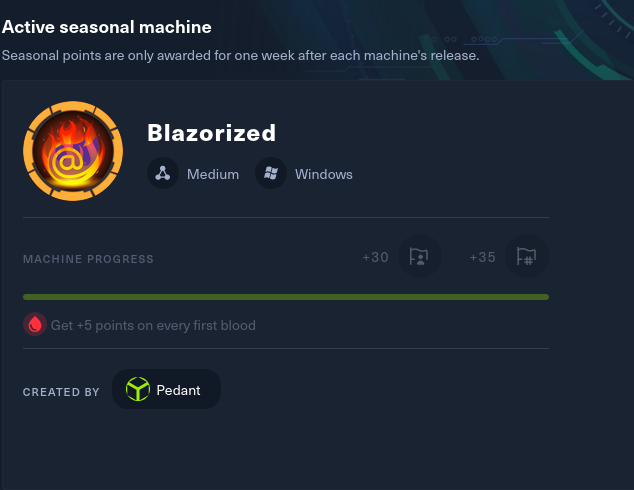 Active seasonal machine
Seasonal points are only awarded for one week after each machine's release.
Blazorized
Medium Windows
MACHINE PROGRESS +30 +35
Get +5 points on every first blood
CREATED BY Pedant